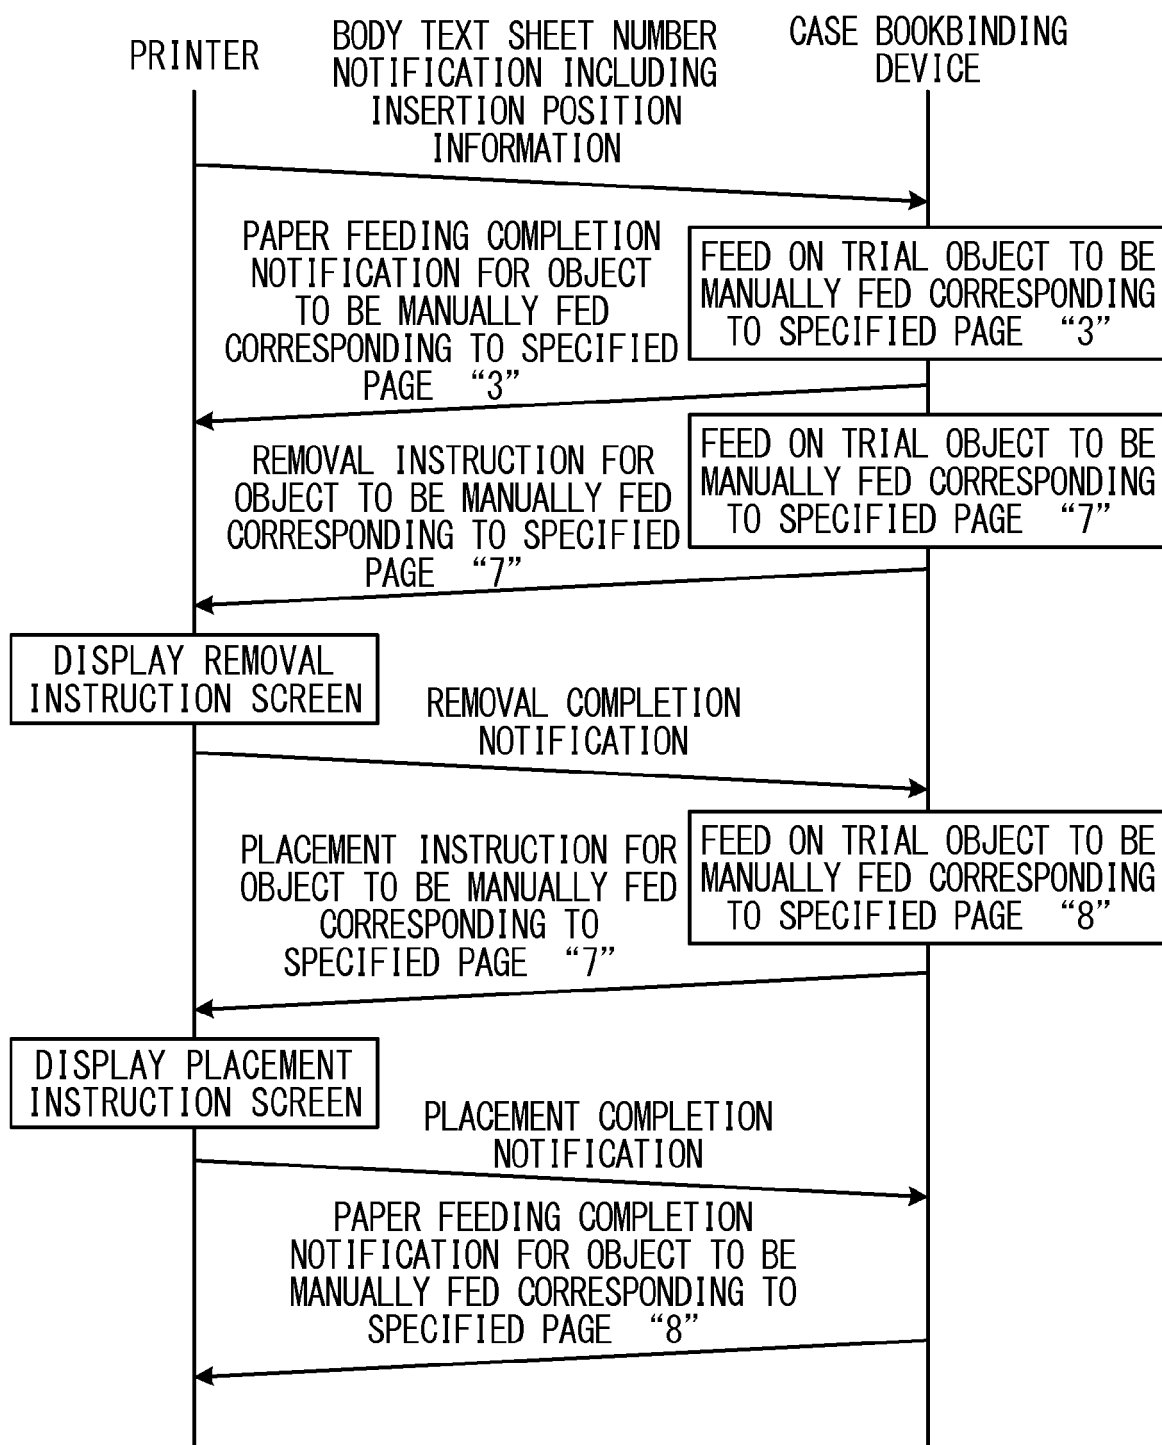 PRINTER
BODY TEXT SHEET NUMBER
NOTIFICATION INCLUDING
INSERTION POSITION
INFORMATION
CASE BOOKBINDING
DEVICE
PAPER FEEDING COMPLETION
NOTIFICATION FOR OBJECT
TO BE MANUALLY FED
CORRESPONDING TO SPECIFIED
PAGE “3”
FEED ON TRIAL OBJECT TO BE
MANUALLY FED CORRESPONDING
TO SPECIFIED PAGE “3”
REMOVAL INSTRUCTION FOR
OBJECT TO BE MANUALLY FED
CORRESPONDING TO SPECIFIED
PAGE “7”
FEED ON TRIAL OBJECT TO BE
MANUALLY FED CORRESPONDING
TO SPECIFIED PAGE “7”
DISPLAY REMOVAL
INSTRUCTION SCREEN
REMOVAL COMPLETION
NOTIFICATION
PLACEMENT INSTRUCTION FOR
OBJECT TO BE MANUALLY FED
CORRESPONDING TO
SPECIFIED PAGE “7”
FEED ON TRIAL OBJECT TO BE
MANUALLY FED CORRESPONDING
TO SPECIFIED PAGE “8”
DISPLAY PLACEMENT
INSTRUCTION SCREEN
PLACEMENT COMPLETION
NOTIFICATION
PAPER FEEDING COMPLETION
NOTIFICATION FOR OBJECT TO BE
MANUALLY FED CORRESPONDING TO
SPECIFIED PAGE “8”